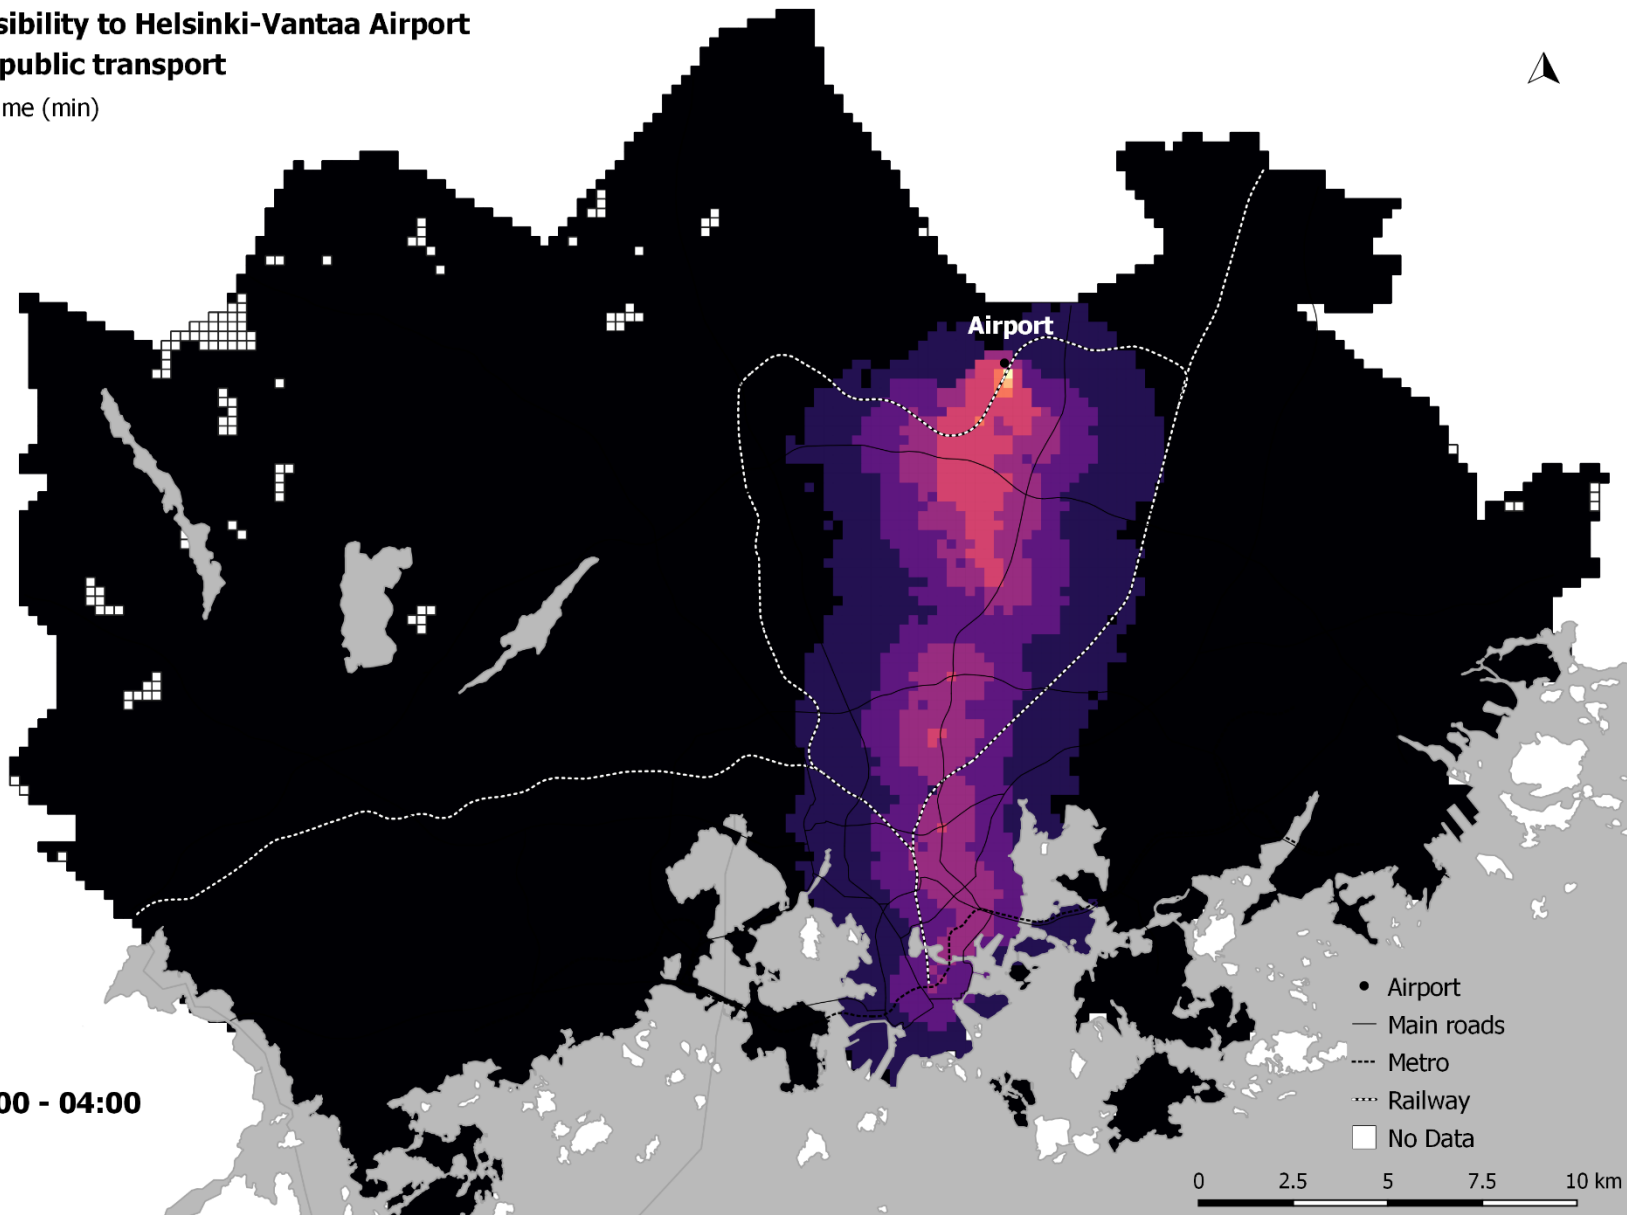 sibility to Helsinki-Vantaa Airport
public transport
me (min)
Airport
00 - 04:00
Airport
Main roads
Metro
Railway
No Data
0 2.5 5 7.5 10 km